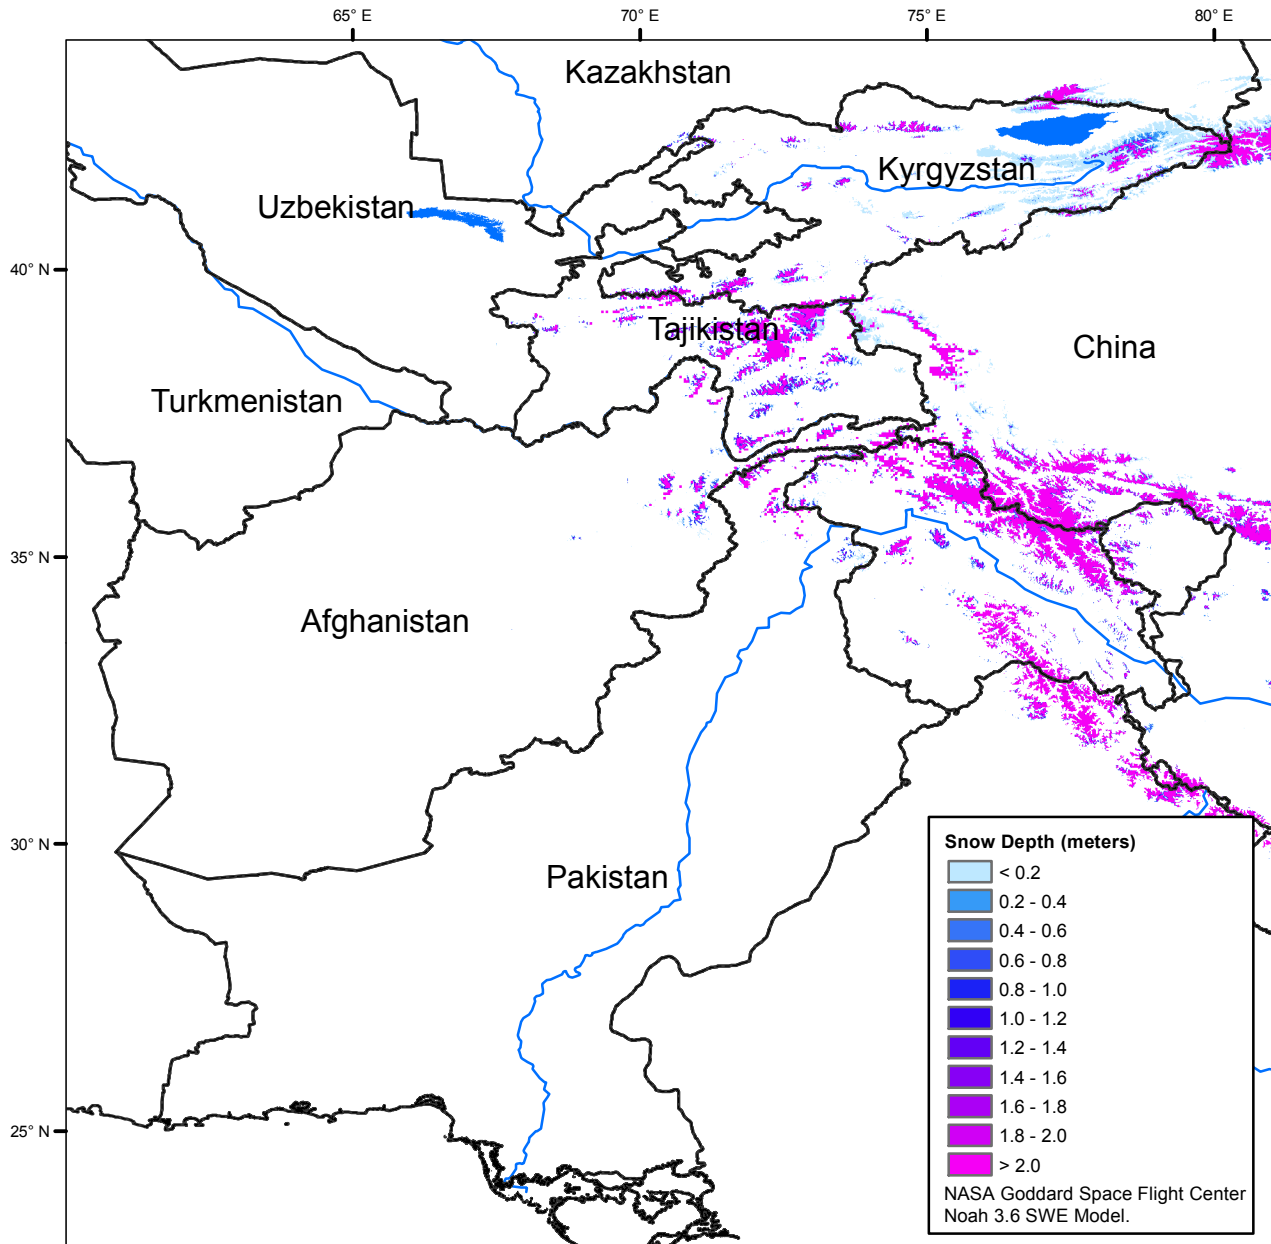 65° E
70° E
75° E
80° E
Kazakhstan
Kyrgyzstan
Uzbekistan
40° N
Tajikistan
China
Turkmenistan
35° N
Afghanistan
30° N
Pakistan
25° N
Snow Depth (meters)
< 0.2
0.2 - 0.4
0.4 - 0.6
0.6 - 0.8
0.8 - 1.0
1.0 - 1.2
1.2 - 1.4
1.4 - 1.6
1.6 - 1.8
1.8 - 2.0
> 2.0
NASA Goddard Space Flight Center
Noah 3.6 SWE Model.